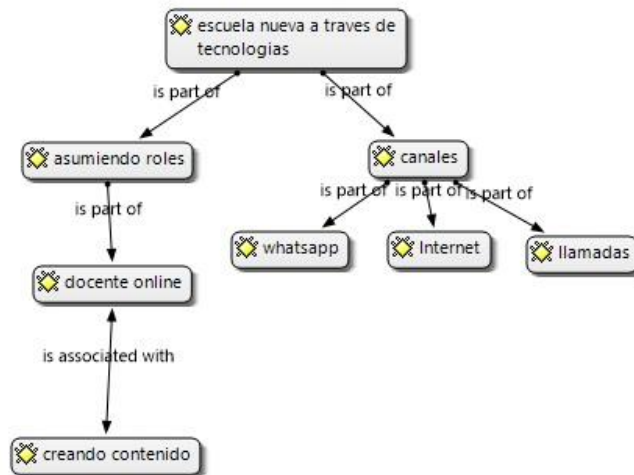 escuela nueva a traves de
tecnologias
is part of
is part of
asumiendo roles
canales
is part of
is part of
is part of
is part of
whatsapp
Internet
llamadas
docente online
is associated with
creando contenido